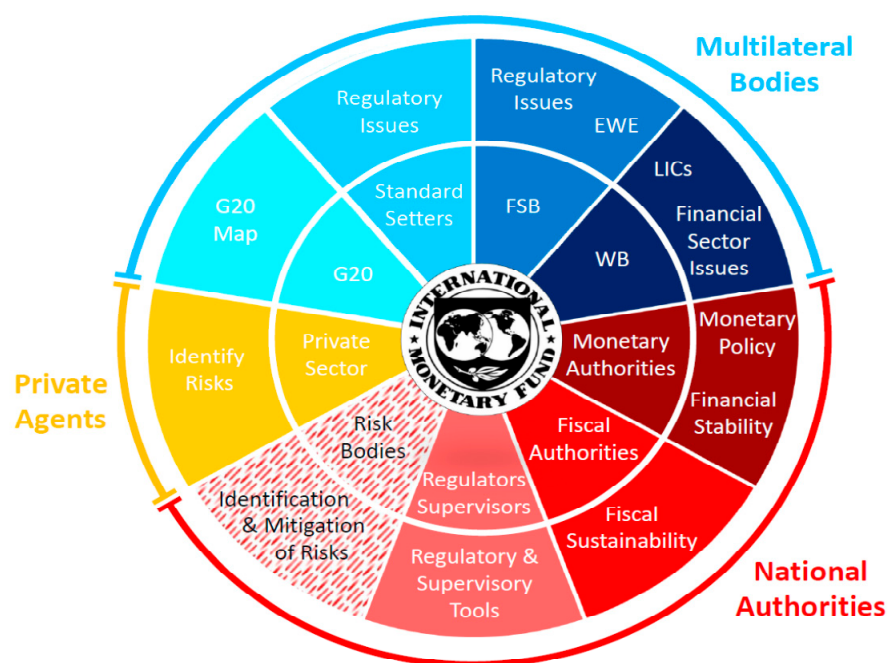 Multilateral
Bodies
Regulatory
Issues
Regulatory
Issues
EWE
LICs
Financial
Sector
Issues
G20
Map
Standard
Setters
FSB
WB
G20
INTERNATIONAL
MONETARY FUND
Identify
Risks
Private
Sector
Monetary
Authorities
Monetary
Policy
Financial
Stability
Private
Agents
Risk
Bodies
Fiscal
Authorities
Regulators
Supervisors
Identification
& Mitigation
of Risks
Regulatory &
Supervisory
Tools
Fiscal
Sustainability
National
Authorities